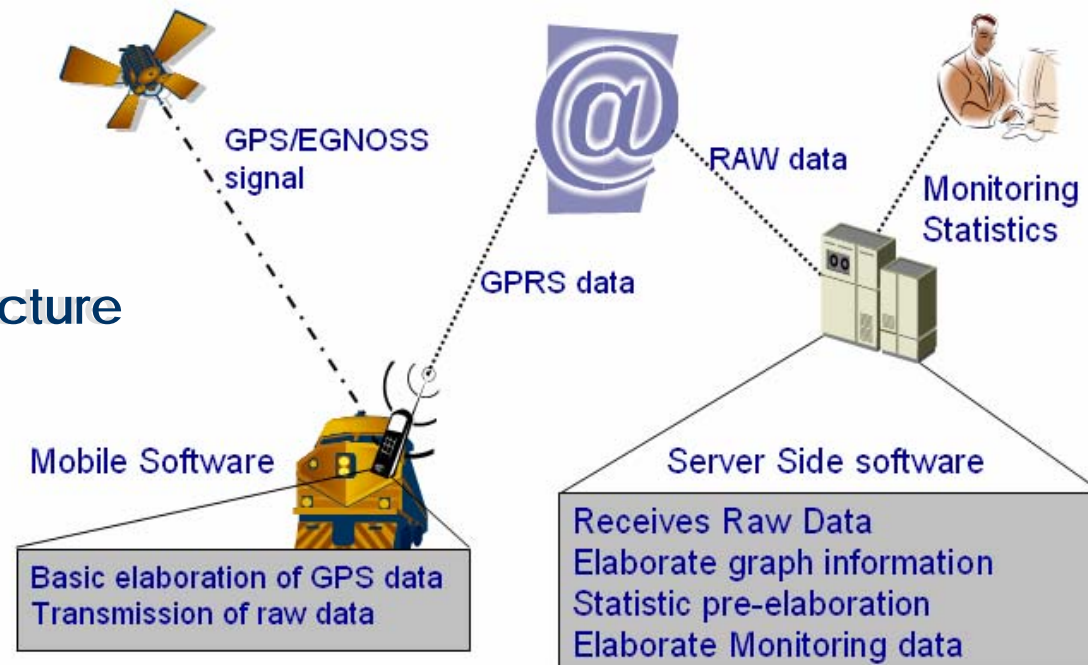 GPS/EGNOSS
signal
@
RAW data
Monitoring
Statistics
GPRS data
cture
Mobile Software
Server Side software
Basic elaboration of GPS data
Transmission of raw data
Receives Raw Data
Elaborate graph information
Statistic pre-elaboration
Elaborate Monitoring data